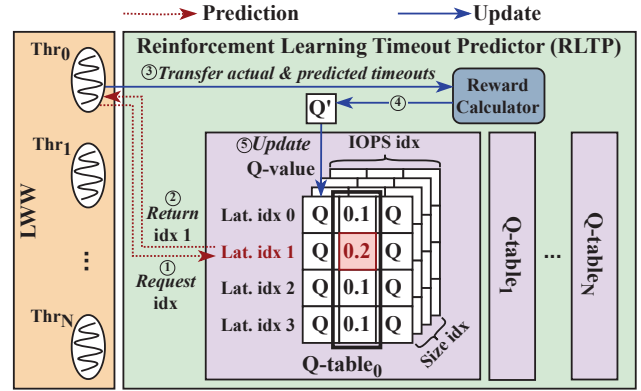 Prediction
Update
Reinforcement Learning Timeout Predictor (RLTP)
Thr0
③Transfer actual & predicted timeouts
Reward
Calculator
Q'
④
Thr1
⑤Update
Q-value
IOPS idx
LWW
②
Return
idx 1
①
Request
idx
Lat. idx 0 Q 0.1 Q
Lat. idx 1 Q 0.2 Q
Lat. idx 2 Q 0.1 Q
Lat. idx 3 Q 0.1 Q
Size idx
Q-table0
Q-table1
...
Q-tableN
...
ThrN